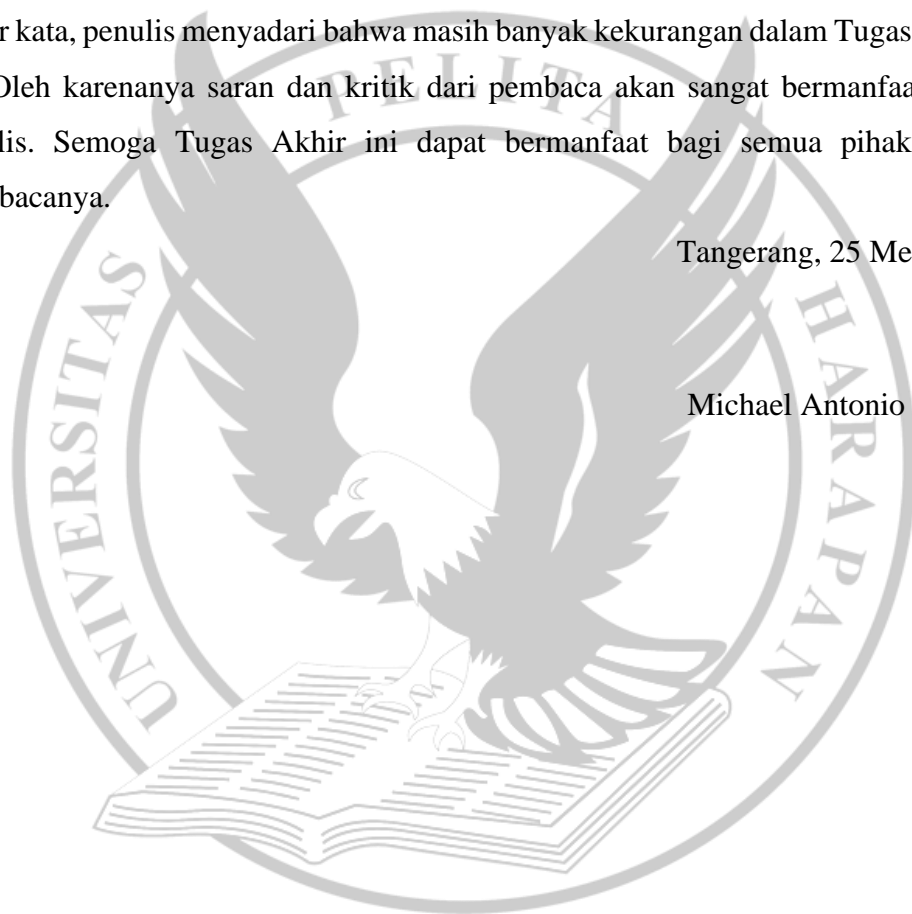 r kata, penulis menyadari bahwa masih banyak kekurangan dalam Tugas
Oleh karenanya saran dan kritik dari pembaca akan sangat bermanfaa
lis. Semoga Tugas Akhir ini dapat bermanfaat bagi semua pihak
bacanya.
Tangerang, 25 Me
Michael Antonio
UNIVERSITAS
PELITA
HARAPAN